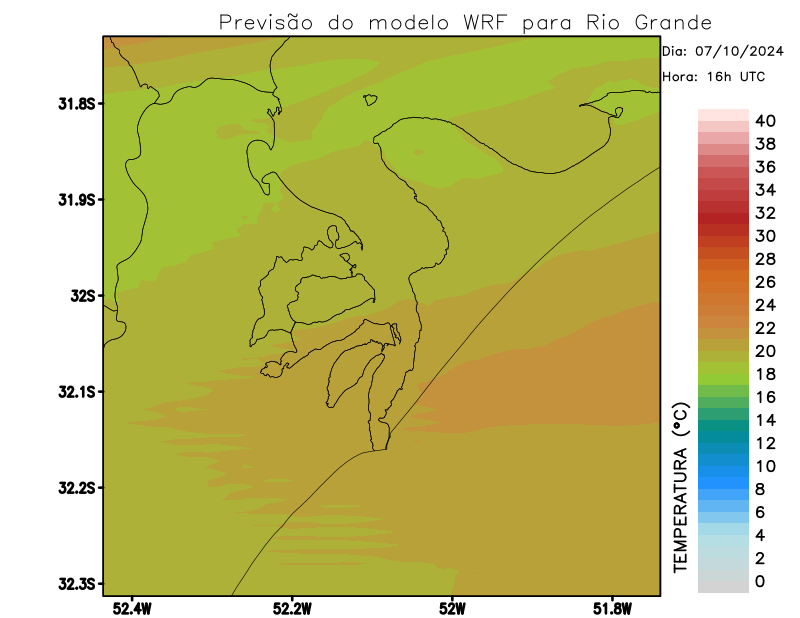 Previsão do modelo WRF para Rio Grande
Dia: 07/10/2024
Hora: 16h UTC
31.8S
31.9S
32S
32.1S
32.2S
32.3S
52.4W
52.2W
52W
51.8W
TEMPERATURA (°C)
40
38
36
34
32
30
28
26
24
22
20
18
16
14
12
10
8
6
4
2
0